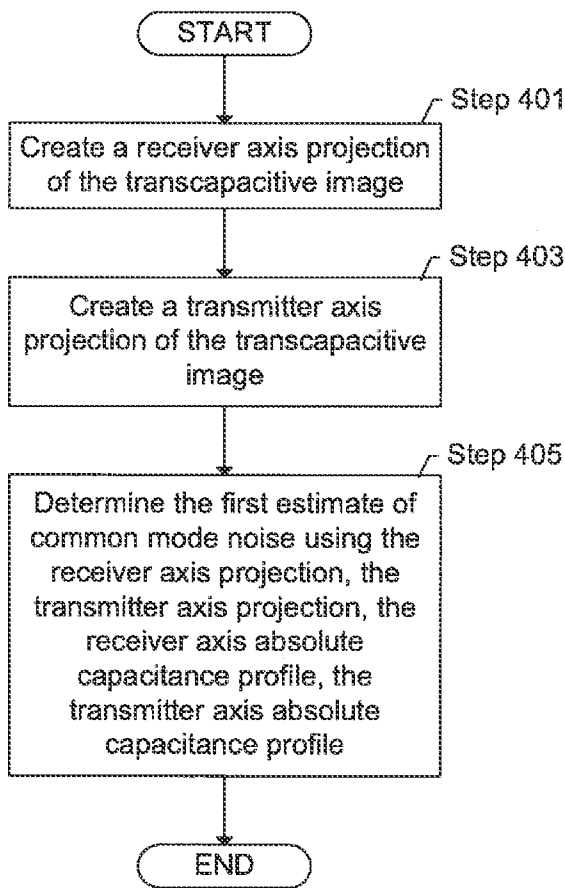 START
Step 401
Create a receiver axis projection
of the transcapacitive image
Step 403
Create a transmitter axis
projection of the transcapacitive
image
Step 405
Determine the first estimate of
common mode noise using the
receiver axis projection, the
transmitter axis projection, the
receiver axis absolute
capacitance profile, the
transmitter axis absolute
capacitance profile
END